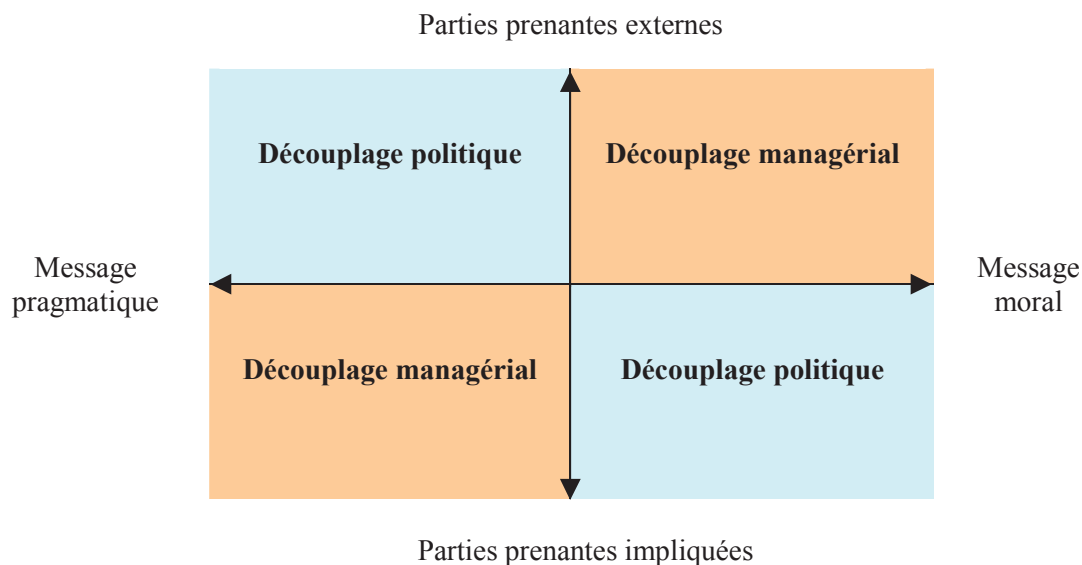 Parties prenantes externes
Découplage politique
Découplage managérial
Message
pragmatique
Message
moral
Découplage managérial
Découplage politique
Parties prenantes impliquées